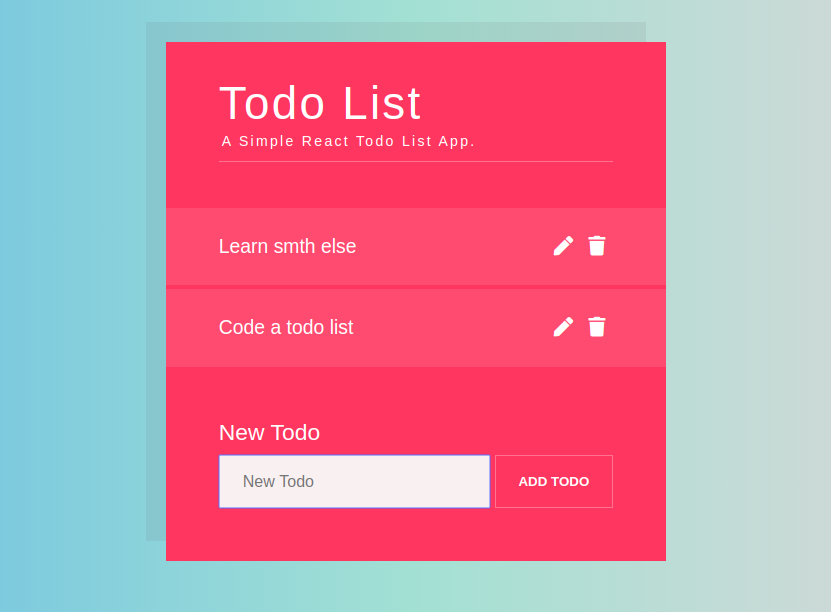 Todo List
A Simple React Todo List App.
Learn smth else
Code a todo list
New Todo
New Todo
ADD TODO